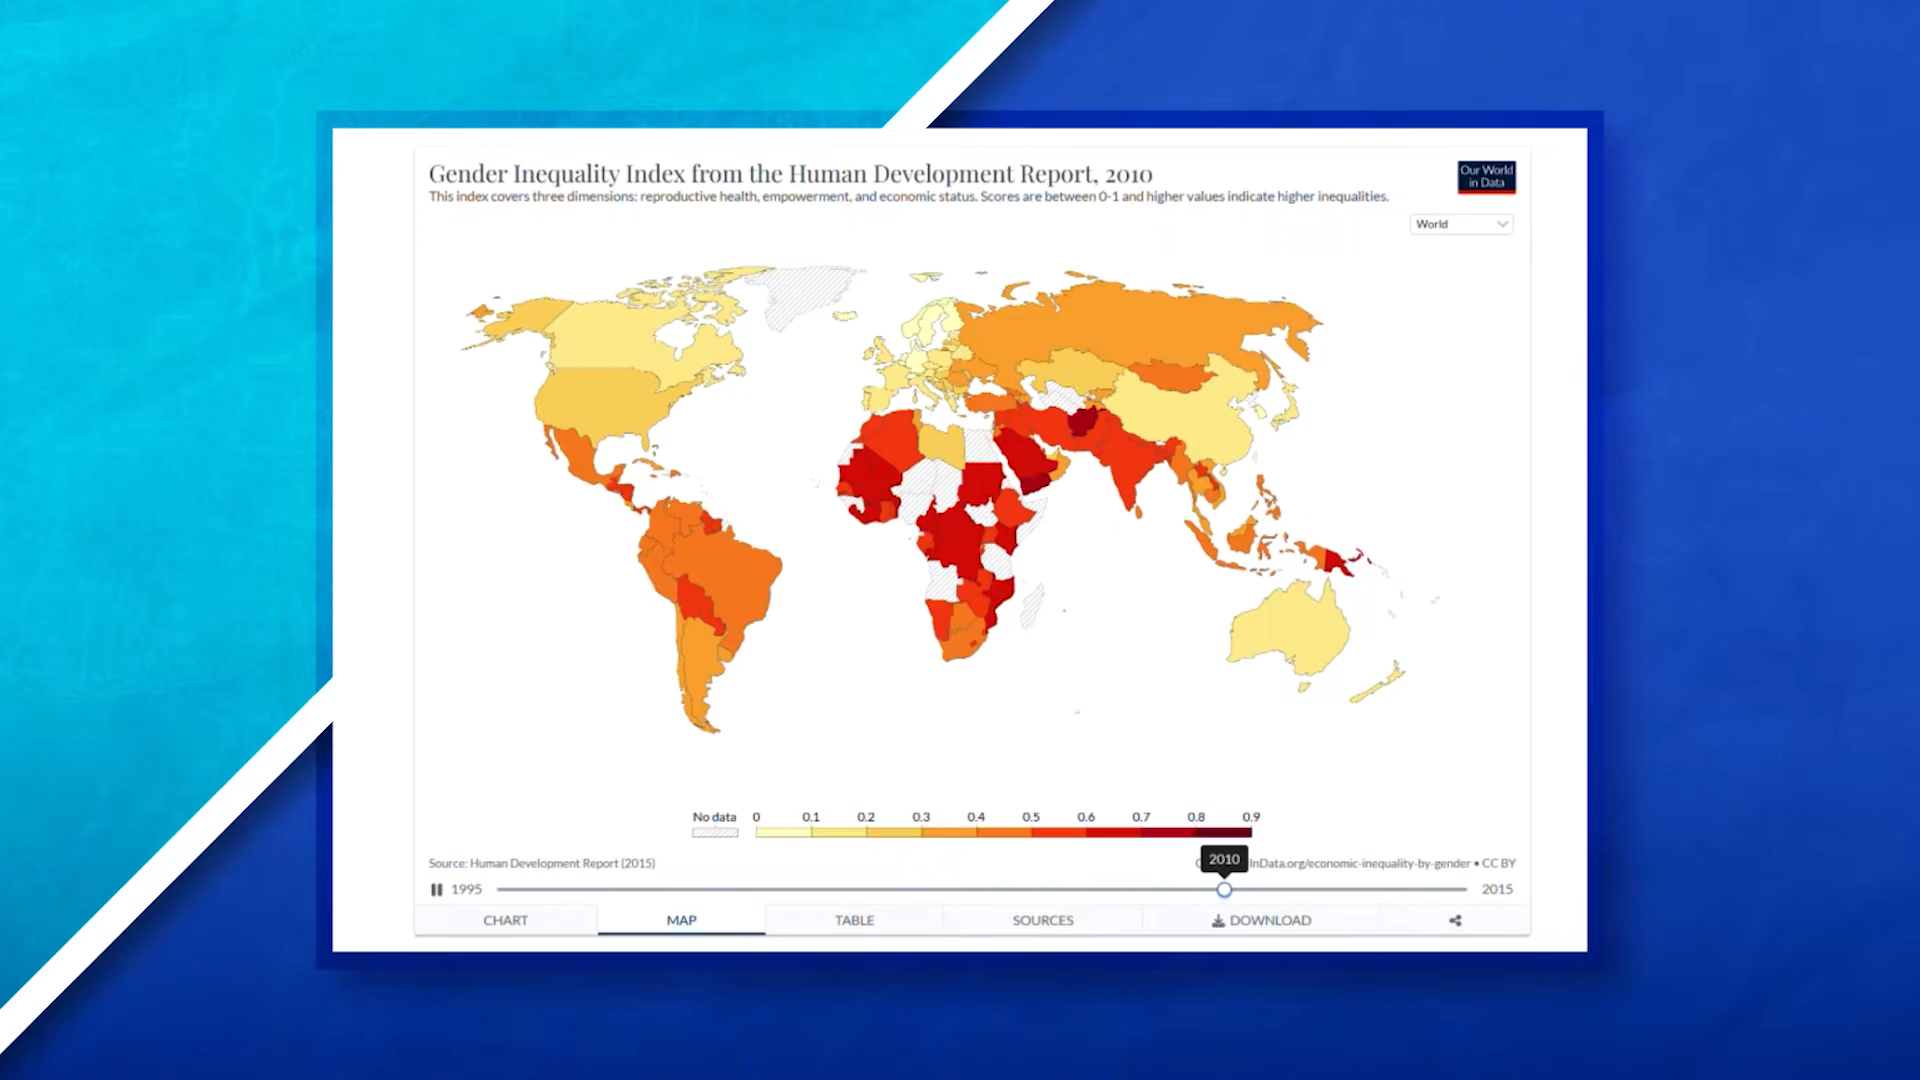 Gender Inequality Index from the Human Development Report, 2010
This index covers three dimensions: reproductive health, empowerment, and economic status. Scores are between 0-1 and higher values indicate higher inequalities.
Our World
in Data
World
No data 0 0.1 0.2 0.3 0.4 0.5 0.6 0.7 0.8 0.9
Source: Human Development Report (2015)
2010
InData.org/economic-inequality-by-gender • CC BY
1995
2015
CHART MAP TABLE SOURCES DOWNLOAD